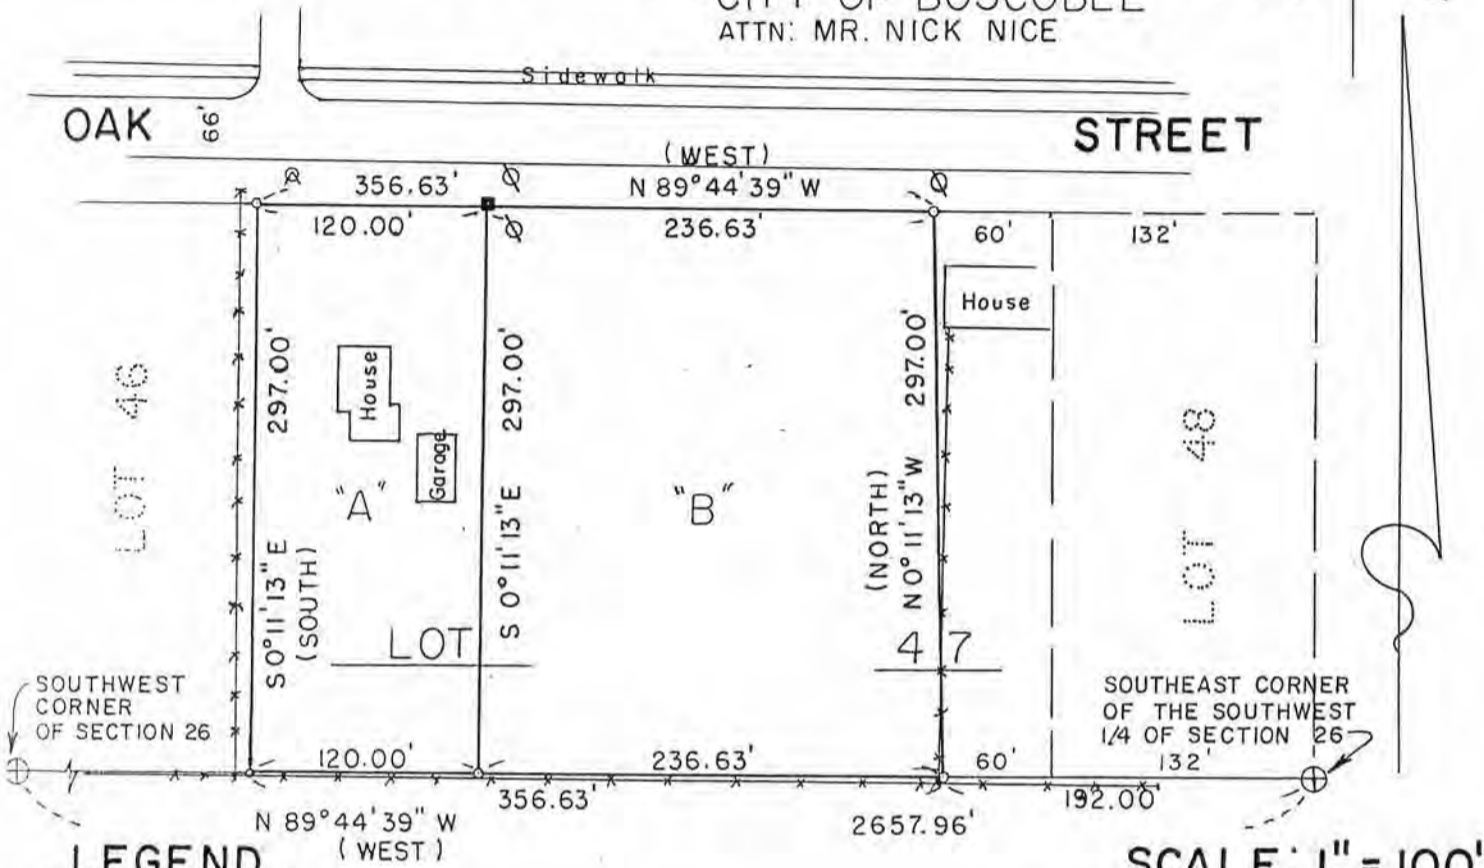 CITY OF BOSCOBEL
ATTN: MR. NICK NICE
Sidewalk
OAK
66'
STREET
(WEST)
356.63'
N 89°44'39" W
120.00'
236.63'
60'
132'
House
LOT 46
297.00'
House
Garage
"A"
S 0°11'13" E
(SOUTH)
297.00'
S 0°11'13" E
"B"
297.00'
N 0°11'13" W
(NORTH)
LOT 48
LOT
47
SOUTHWEST
CORNER
OF SECTION 26
SOUTHEAST CORNER
OF THE SOUTHWEST
1/4 OF SECTION 26
120.00'
236.63'
60'
132'
356.63'
192.00'
N 89°44'39" W
(WEST)
2657.96'
LEGEND
SCALE: 1" = 100'